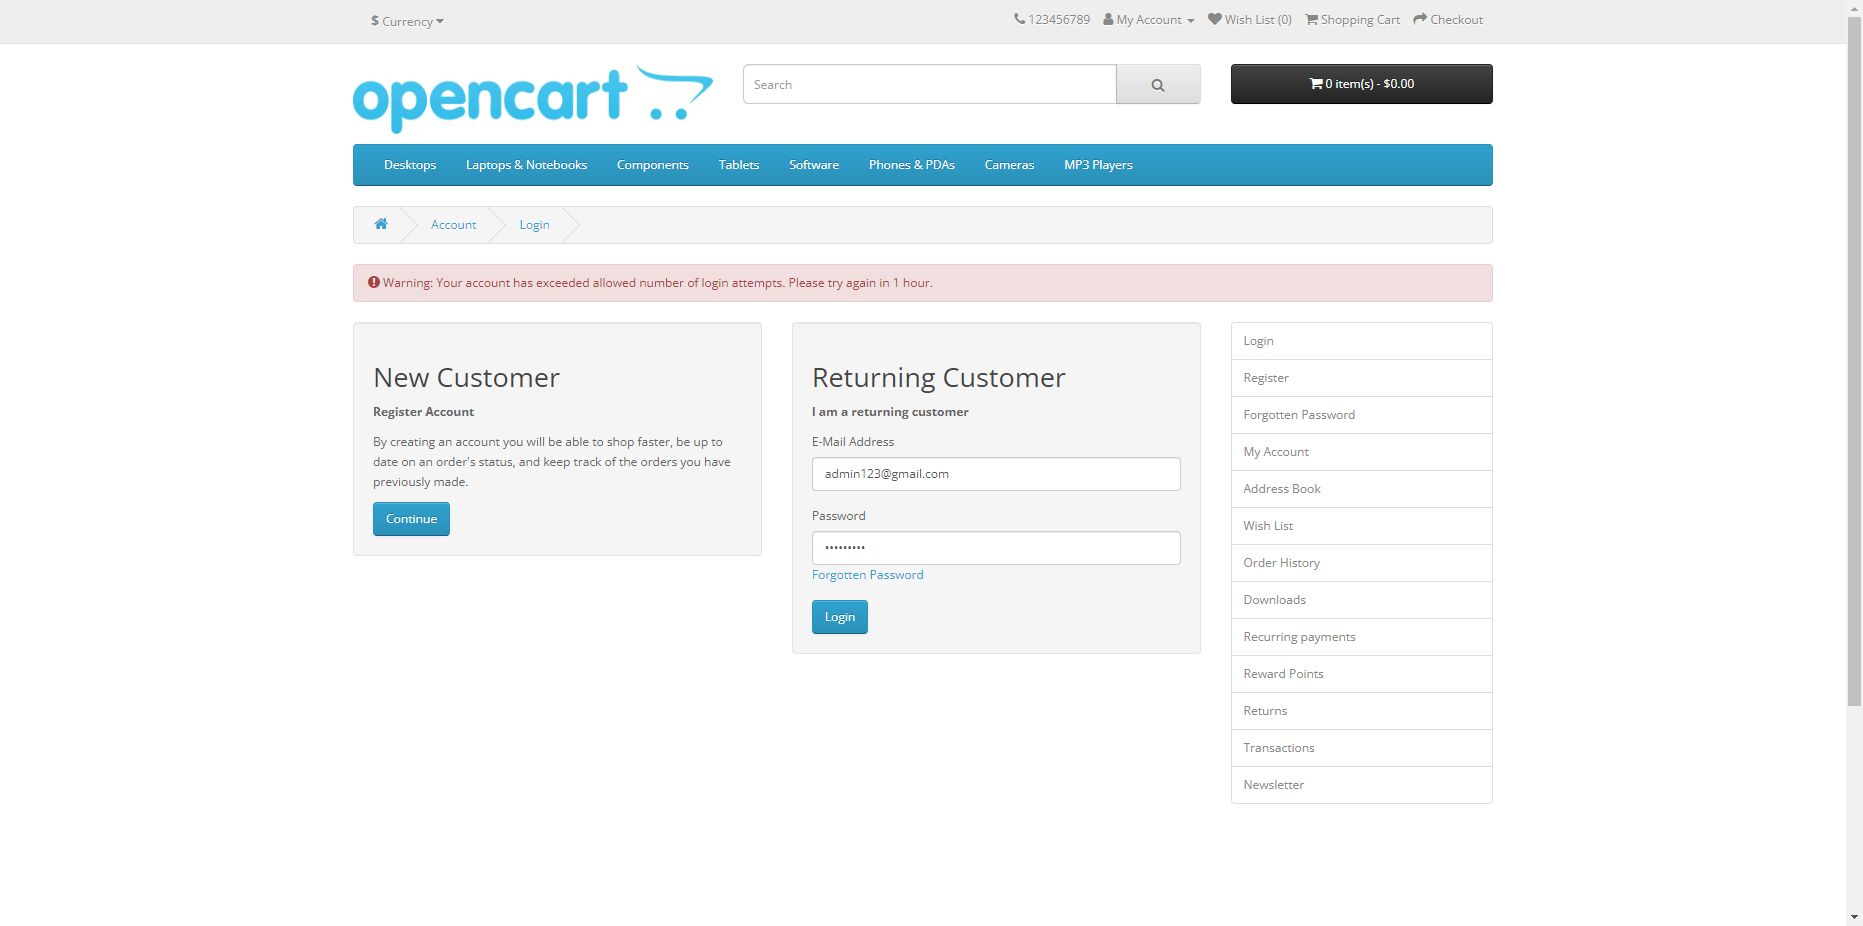 $ Currency
123456789 My Account Wish List (0) Shopping Cart Checkout
opencart
Search
0 item(s) - $0.00
Desktops Laptops & Notebooks Components Tablets Software Phones & PDAs Cameras MP3 Players
Account Login
Warning: Your account has exceeded allowed number of login attempts. Please try again in 1 hour.
New Customer
Register Account
By creating an account you will be able to shop faster, be up to
date on an order's status, and keep track of the orders you have
previously made.
Continue
Returning Customer
I am a returning customer
E-Mail Address
admin123@gmail.com
Password
•••••••••
Forgotten Password
Login
Login
Register
Forgotten Password
My Account
Address Book
Wish List
Order History
Downloads
Recurring payments
Reward Points
Returns
Transactions
Newsletter